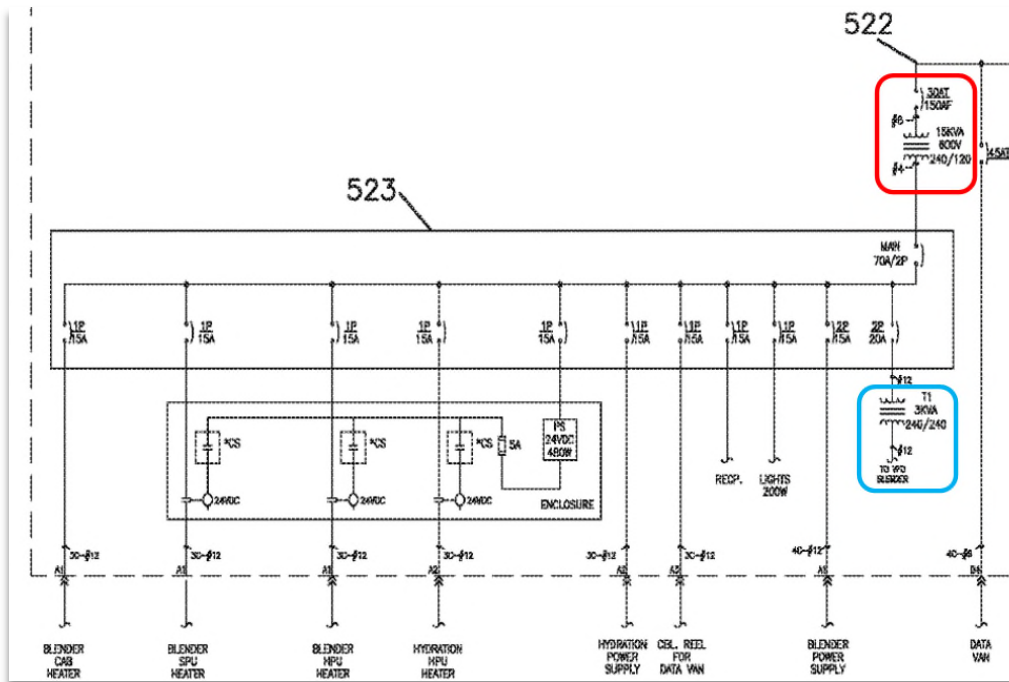 522
30AT
150AF
#6
15KVA
600V
240/120
#4
45AT
523
MAIN
70A/2P
1P
15A
1P
15A
1P
15A
1P
15A
1P
15A
1P
15A
1P
15A
1P
15A
1P
15A
2P
15A
2P
20A
#12
T1
3KVA
240/240
#12
TO VFD
BLENDER
*CS
*CS
*CS
5A
PS
24VDC
480W
24VDC
24VDC
24VDC
ENCLOSURE
RECP.
LIGHTS
200W
3C-#12
3C-#12
3C-#12
3C-#12
3C-#12
3C-#12
4C-#12
4C-#6
A1
A1
A1
A2
A2
A3
A1
B4
BLENDER
CAB
HEATER
BLENDER
SPU
HEATER
BLENDER
MPU
HEATER
HYDRATION
MPU
HEATER
HYDRATION
POWER
SUPPLY
CBL. REEL
FOR
DATA VAN
BLENDER
POWER
SUPPLY
DATA
VAN